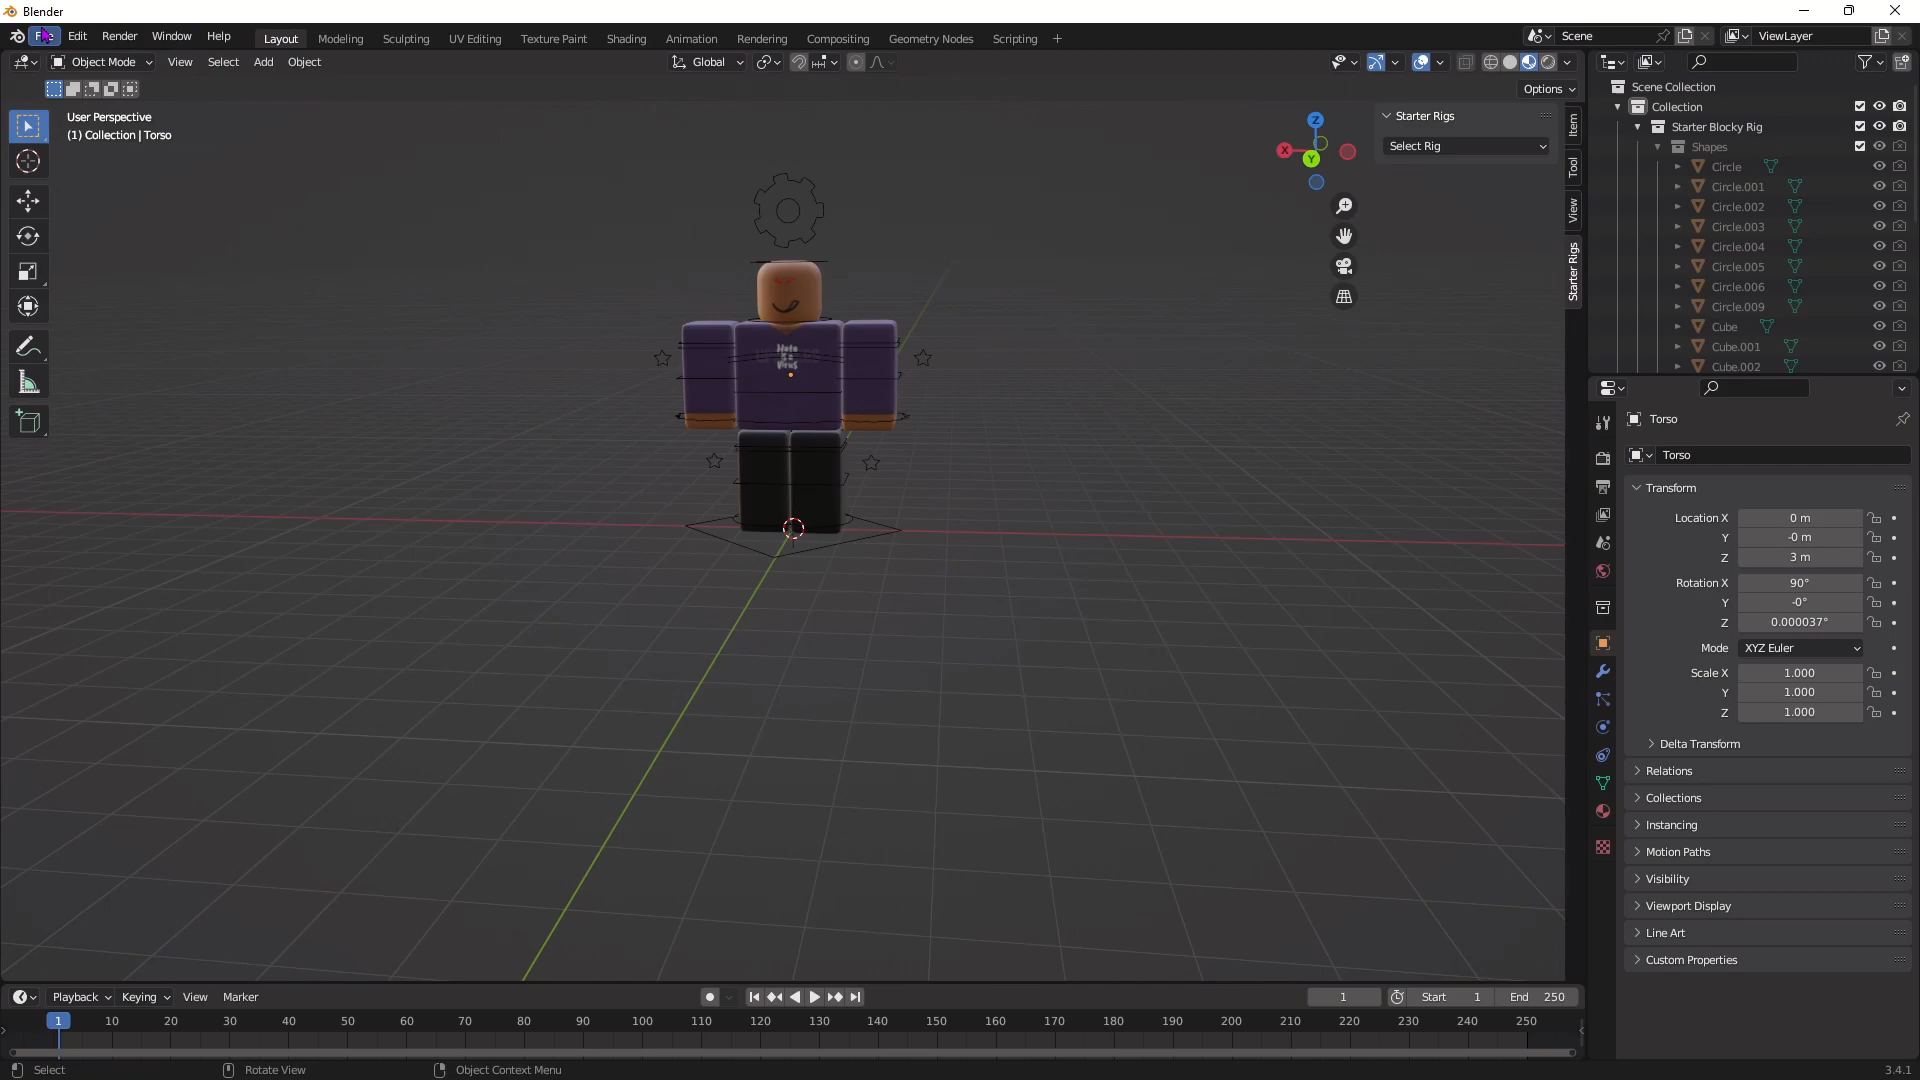 Blender
File Edit Render Window Help Layout Modeling Sculpting UV Editing Texture Paint Shading Animation Rendering Compositing Geometry Nodes Scripting + Scene ViewLayer
Object Mode View Select Add Object Global
Options
User Perspective
(1) Collection | Torso
Z
X
Y
Starter Rigs
Select Rig
Item
Tool
View
Starter Rigs
Hate
is a
Virus
Scene Collection
Collection
Starter Blocky Rig
Shapes
Circle
Circle.001
Circle.002
Circle.003
Circle.004
Circle.005
Circle.006
Circle.009
Cube
Cube.001
Cube.002
Torso
Torso
Transform
Location X 0 m
Y -0 m
Z 3 m
Rotation X 90°
Y -0°
Z 0.000037°
Mode XYZ Euler
Scale X 1.000
Y 1.000
Z 1.000
Delta Transform
Relations
Collections
Instancing
Motion Paths
Visibility
Viewport Display
Line Art
Custom Properties
Playback Keying View Marker 1 Start 1 End 250
1 10 20 30 40 50 60 70 80 90 100 110 120 130 140 150 160 170 180 190 200 210 220 230 240 250
Select Rotate View Object Context Menu 3.4.1